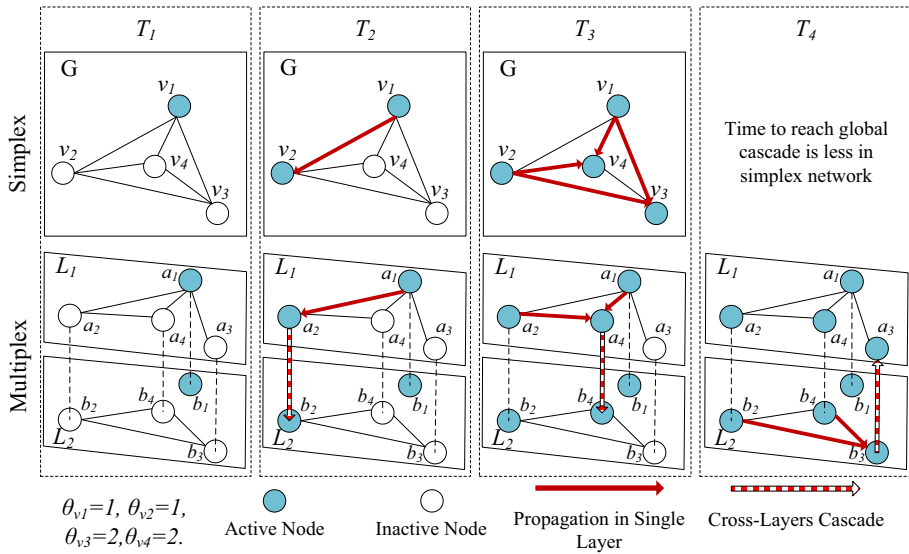 T1
T2
T3
T4
Simplex
G
v1
v2
v4
v3
G
v1
v2
v4
v3
G
v1
v2
v4
v3
Time to reach global
cascade is less in
simplex network
Multiplex
L1
a1
a2
a4
a3
L2
b1
b2
b4
b3
L1
a1
a2
a4
a3
L2
b1
b2
b4
b3
L1
a1
a2
a4
a3
L2
b1
b2
b4
b3
L1
a1
a2
a4
a3
L2
b1
b2
b4
b3
θv1=1, θv2=1,
θv3=2,θv4=2.
Active Node
Inactive Node
Propagation in Single
Layer
Cross-Layers Cascade